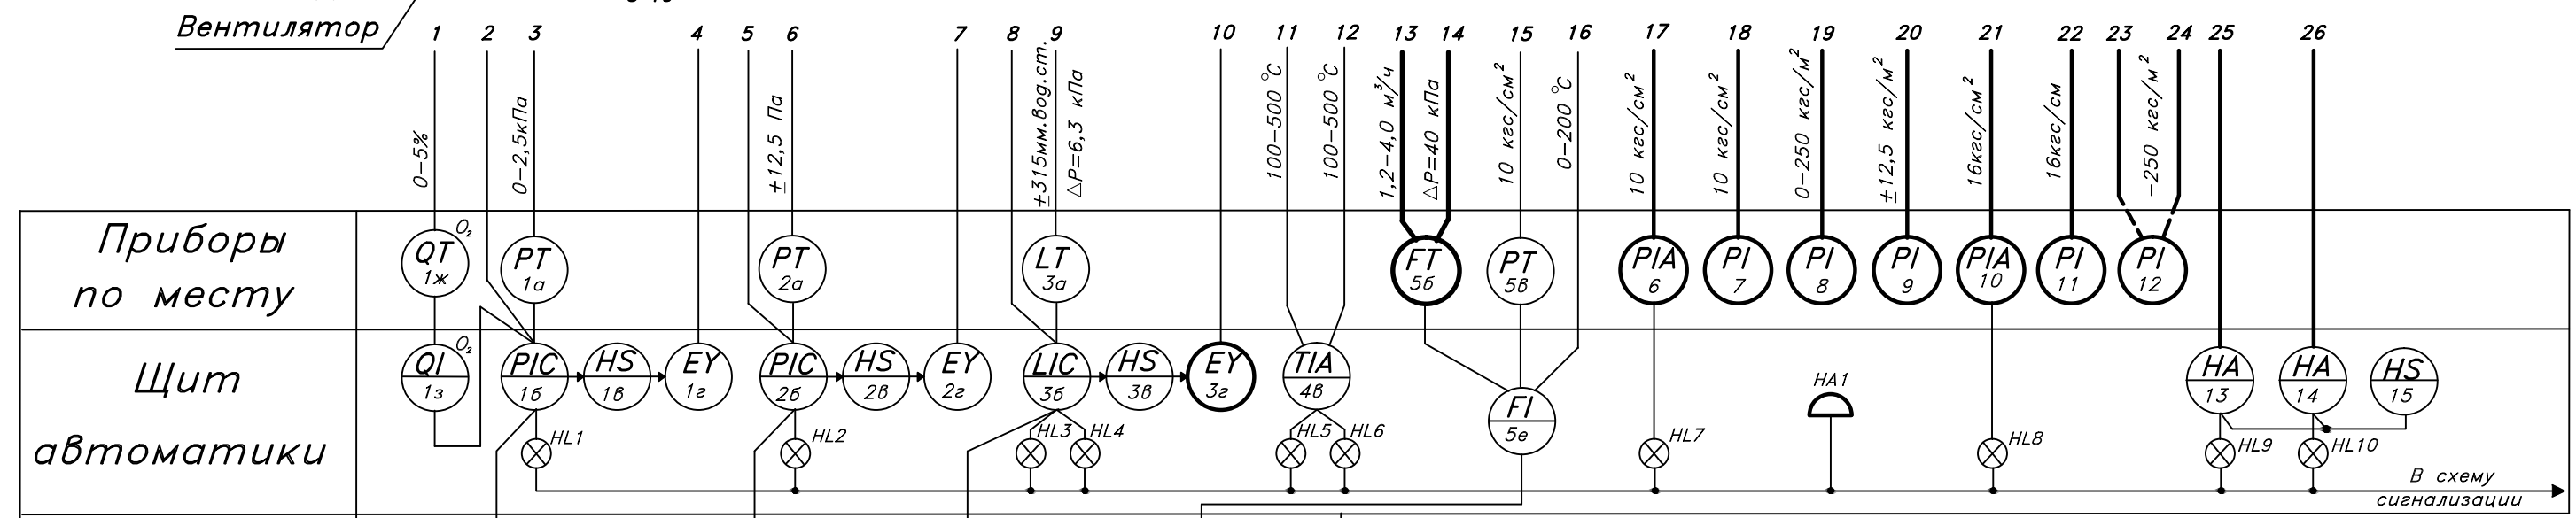 Вентилятор
1 2 3 4 5 6 7 8 9 10 11 12 13 14 15 16 17 18 19 20 21 22 23 24 25 26
0-5%
0-2,5кПа
±12,5 Па
±315мм.вод.ст.
△P=6,3 кПа
100-500 °C
100-500 °C
1,2-4,0 м³/ч
△P=40 кПа
10 кгс/см²
0-200 °C
10 кгс/см²
10 кгс/см²
0-250 кгс/м²
±12,5 кгс/м²
16кгс/см²
16кгс/см
-250 кгс/м²
Приборы
по месту
QT 1ж O₂
PT 1а
PT 2а
LT 3а
FT 5б
PT 5в
PIA 6
PI 7
PI 8
PI 9
PIA 10
PI 11
PI 12
Щит
автоматики
QI 1з O₂
PIC 1б
HS 1в
EY 1г
PIC 2б
HS 2в
EY 2г
LIC 3б
HS 3в
EY 3г
TIA 4в
FI 5е
HA1
HA 13
HA 14
HS 15
HL1
HL2
HL3
HL4
HL5
HL6
HL7
HL8
HL9
HL10
В схему
сигнализации